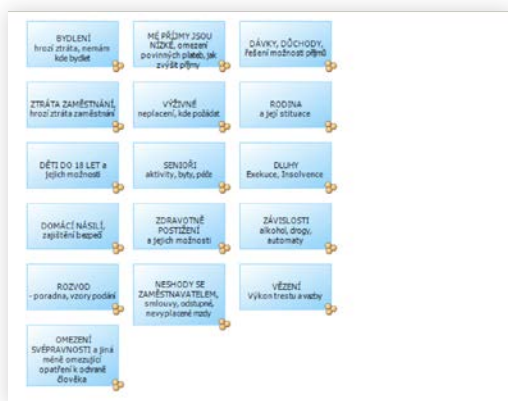 BYDLENÍ
hrozí ztráta, nemám
kde bydlet
MÉ PŘÍJMY JSOU
NÍZKÉ, omezení
povinných plateb, jak
zvýšit příjmy
DÁVKY, DŮCHODY,
řešení možností příjmů
ZTRÁTA ZAMĚSTNÁNÍ,
hrozí ztráta zaměstnání
VÝŽIVNÉ
neplacení, kde požádat
RODINA
a její stituace
DĚTI DO 18 LET a
jejich možnosti
SENIOŘI
aktivity, byty, péče
DLUHY
Exekuce, Insolvence
DOMÁCÍ NÁSILÍ,
zajištění bezpečí
ZDRAVOTNĚ
POSTIŽENÍ
a jejich možnosti
ZÁVISLOSTI
alkohol, drogy,
automaty
ROZVOD
- poradna, vzory podání
NESHODY SE
ZAMĚSTNAVATELEM,
smlouvy, odstupné,
nevyplacené mzdy
VĚZENÍ
Výkon trestu a vazby
OMEZENÍ
SVÉPRAVNOSTI a jiná
méně omezující
opatření k ochraně
člověka